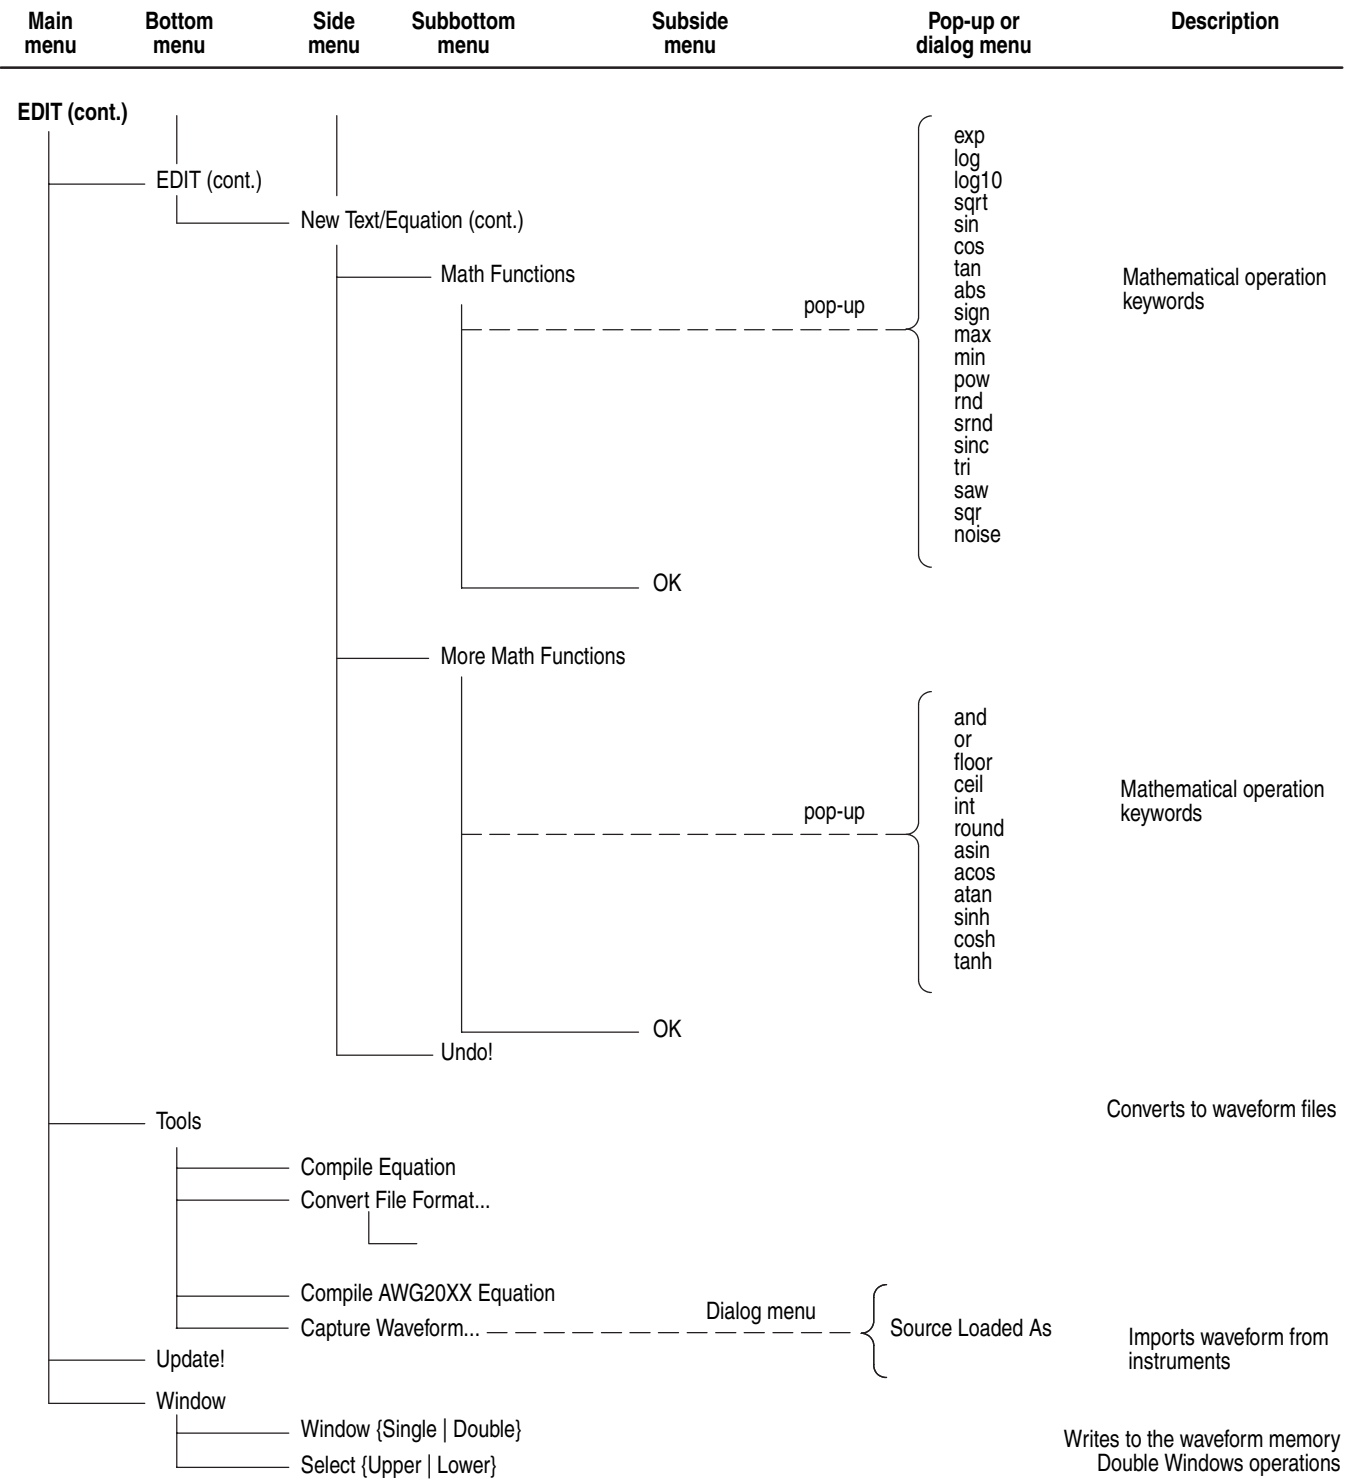 Main menu
Bottom menu
Side menu
Subbottom menu
Subside menu
Pop-up or dialog menu
Description
EDIT (cont.)
EDIT (cont.)
New Text/Equation (cont.)
Math Functions
pop-up
exp
log
log10
sqrt
sin
cos
tan
abs
sign
max
min
pow
rnd
srnd
sinc
tri
saw
sqr
noise
Mathematical operation
keywords
OK
More Math Functions
pop-up
and
or
floor
ceil
int
round
asin
acos
atan
sinh
cosh
tanh
Mathematical operation
keywords
OK
Undo!
Tools
Converts to waveform files
Compile Equation
Convert File Format...
Compile AWG20XX Equation
Capture Waveform...
Dialog menu
Source Loaded As
Imports waveform from
instruments
Update!
Window
Window {Single | Double}
Select {Upper | Lower}
Writes to the waveform memory
Double Windows operations